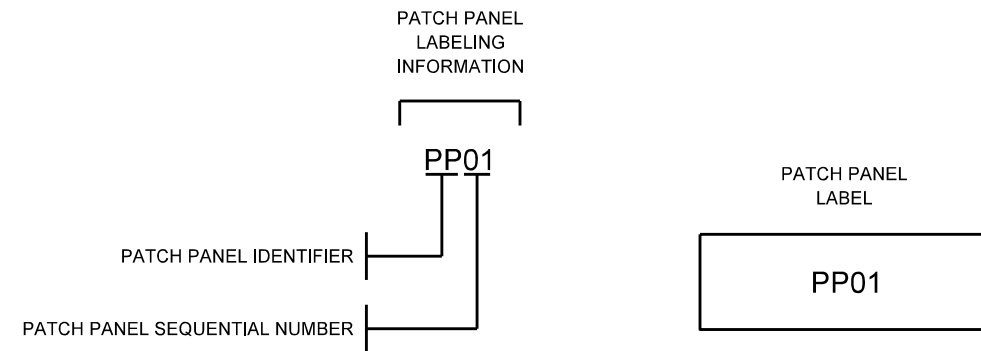 PATCH PANEL
LABELING
INFORMATION
PP01
PATCH PANEL IDENTIFIER
PATCH PANEL SEQUENTIAL NUMBER
PATCH PANEL
LABEL
PP01